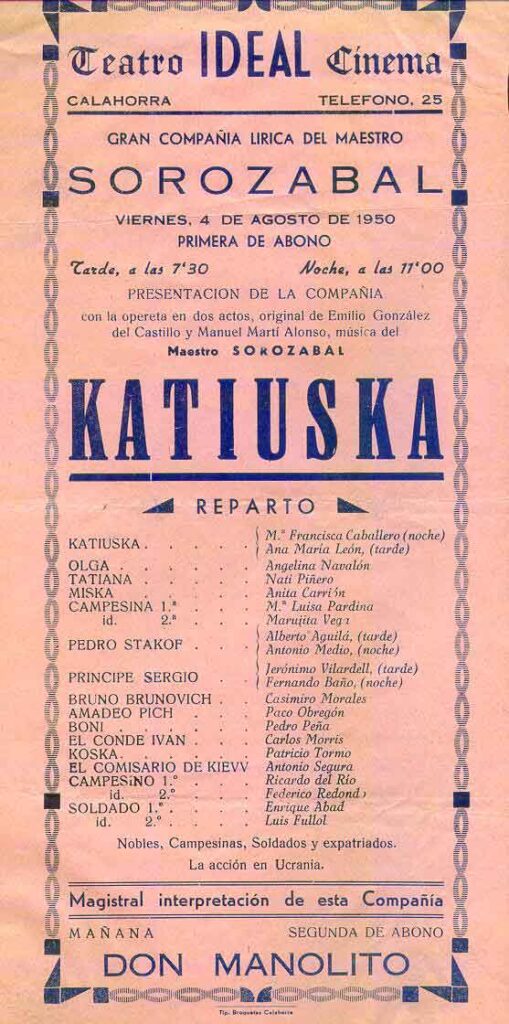 Teatro IDEAL Cinema
CALAHORRA TELEFONO, 25
GRAN COMPAÑIA LIRICA DEL MAESTRO
SOROZABAL
VIERNES, 4 DE AGOSTO DE 1950
PRIMERA DE ABONO
Tarde, a las 7'30 Noche, a las 11'00
PRESENTACION DE LA COMPAÑIA
con la opereta en dos actos, original de Emilio González
del Castillo y Manuel Martí Alonso, música del
Maestro SOROZABAL
KATIUSKA
REPARTO
KATIUSKA . . . . . { M.ª Francisca Caballero (noche)
Ana María León, (tarde)
OLGA . . . . . . Angelina Navalón
TATIANA . . . . . Nati Piñero
MISKA . . . . . Anita Carrión
CAMPESINA 1.ª . . . . M.ª Luisa Pardina
id. 2.ª . . . . Marujita Vega
PEDRO STAKOF . . . { Alberto Aguilá, (tarde)
Antonio Medio, (noche)
PRINCIPE SERGIO . . { Jerónimo Vilardell, (tarde)
Fernando Baño, (noche)
BRUNO BRUNOVICH . . Casimiro Morales
AMADEO PICH . . . . Paco Obregón
BONI . . . . . . Pedro Peña
EL CONDE IVAN . . . . Carlos Morris
KOSKA . . . . . . Patricio Tormo
EL COMISARIO DE KIEVV Antonio Segura
CAMPESINO 1.º . . . . Ricardo del Río
id. 2.º . . . . Federico Redondo
SOLDADO 1.º . . . . Enrique Abad
id. 2.º . . . . Luis Fullol
Nobles, Campesinas, Soldados y expatriados.
La acción en Ucrania.
Magistral interpretación de esta Compañía
MAÑANA SEGUNDA DE ABONO
DON MANOLITO
Tip. Broquetas Calahorra